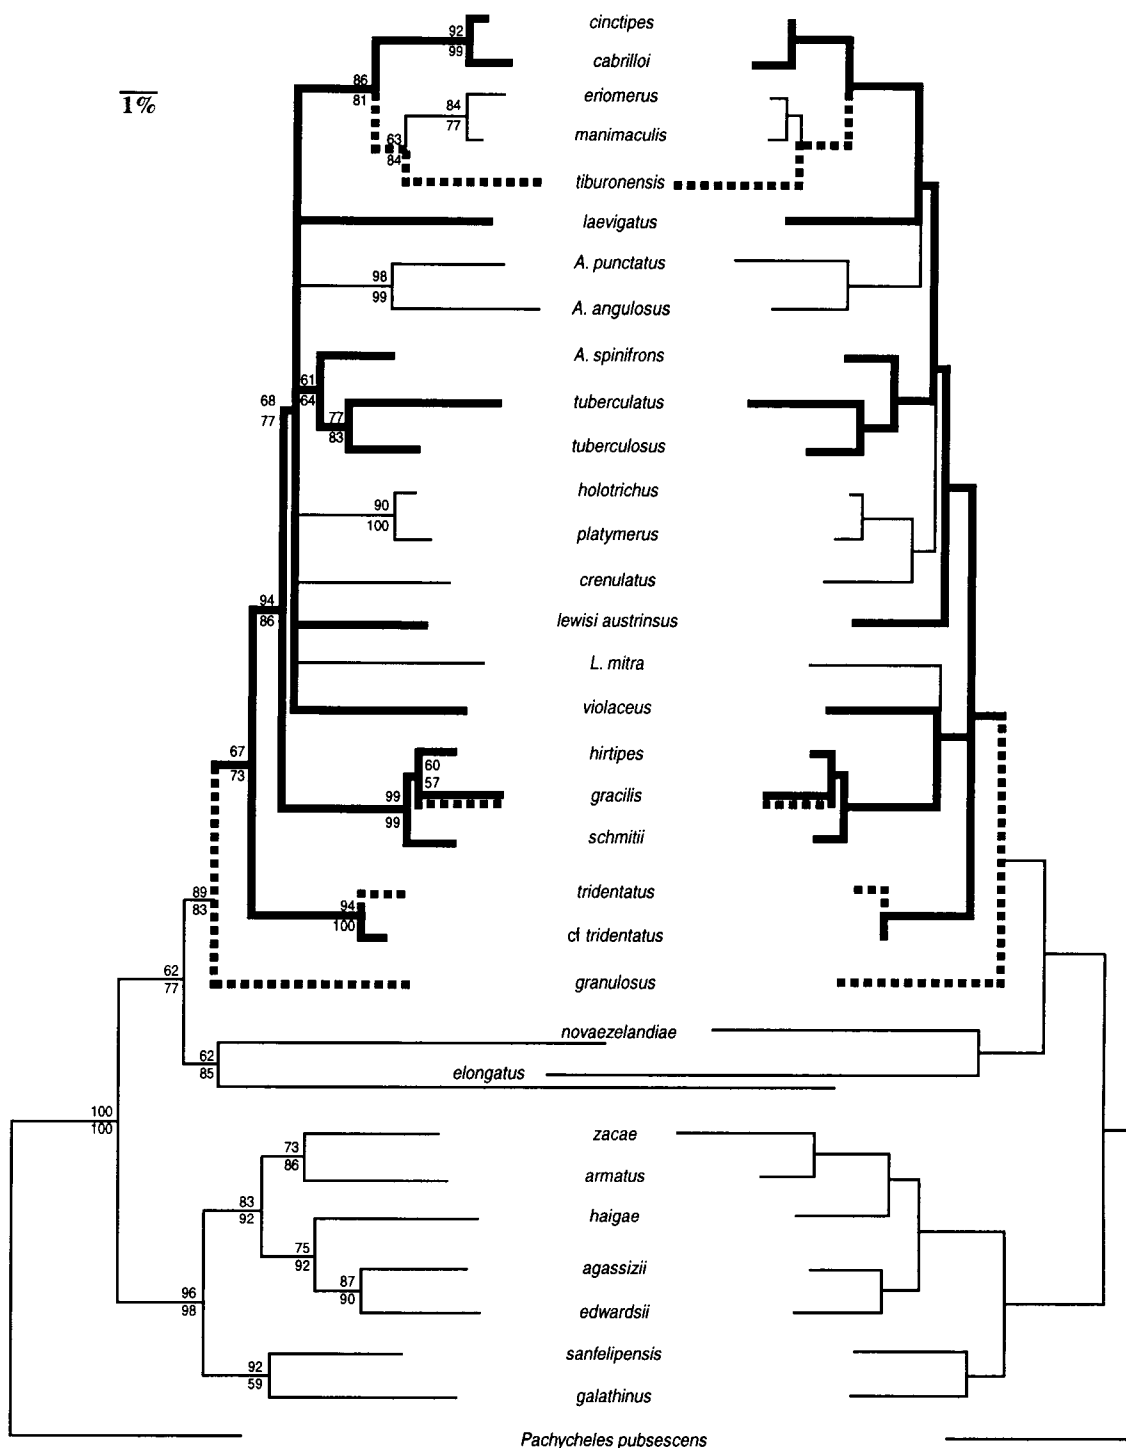 cinctipes
92
99
cabrilloi
1%
86
81
eriomerus
84
77
manimaculis
63
84
tiburonensis
laevigatus
A. punctatus
98
99
A. angulosus
A. spinifrons
61
64
tuberculatus
68
77
77
83
tuberculosus
holotrichus
90
100
platymerus
crenulatus
94
86
lewisi austrinsus
L. mitra
violaceus
hirtipes
67
73
60
57
gracilis
99
99
schmitii
tridentatus
89
83
94
100
cf tridentatus
62
77
granulosus
novaezelandiae
62
85
elongatus
100
100
zacae
73
86
armatus
83
92
haigae
75
92
agassizii
87
90
edwardsii
96
98
sanfelipensis
92
59
galathinus
Pachycheles pubsescens